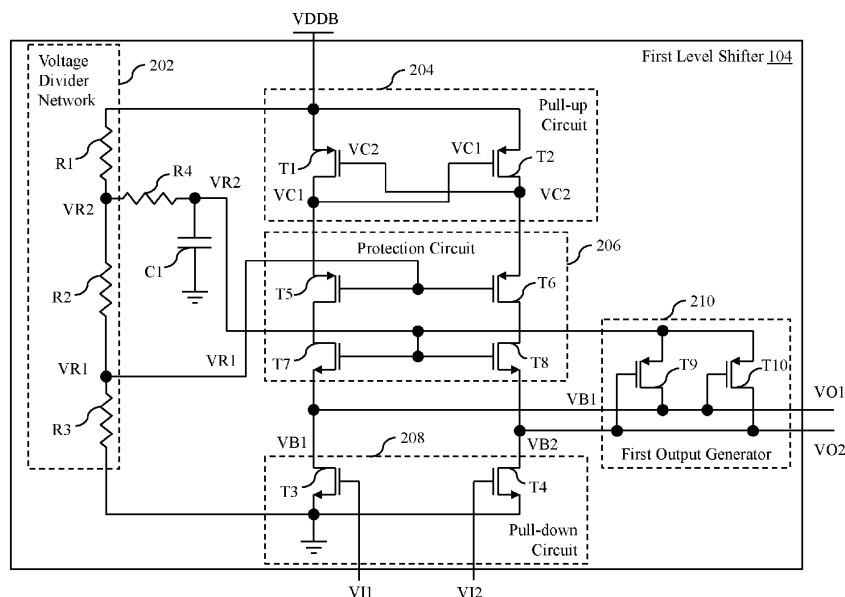 VDDB
First Level Shifter 104
Voltage
Divider
Network
202
204
Pull-up
Circuit
R1
R4
VR2
VR2
C1
T1
VC2
VC1
T2
VC1
VC2
Protection Circuit
206
R2
T5
T6
210
T7
T8
VR1
VR1
T9
T10
VB1
VO1
R3
VB1
208
VB2
VO2
First Output Generator
T3
T4
Pull-down
Circuit
VI1
VI2